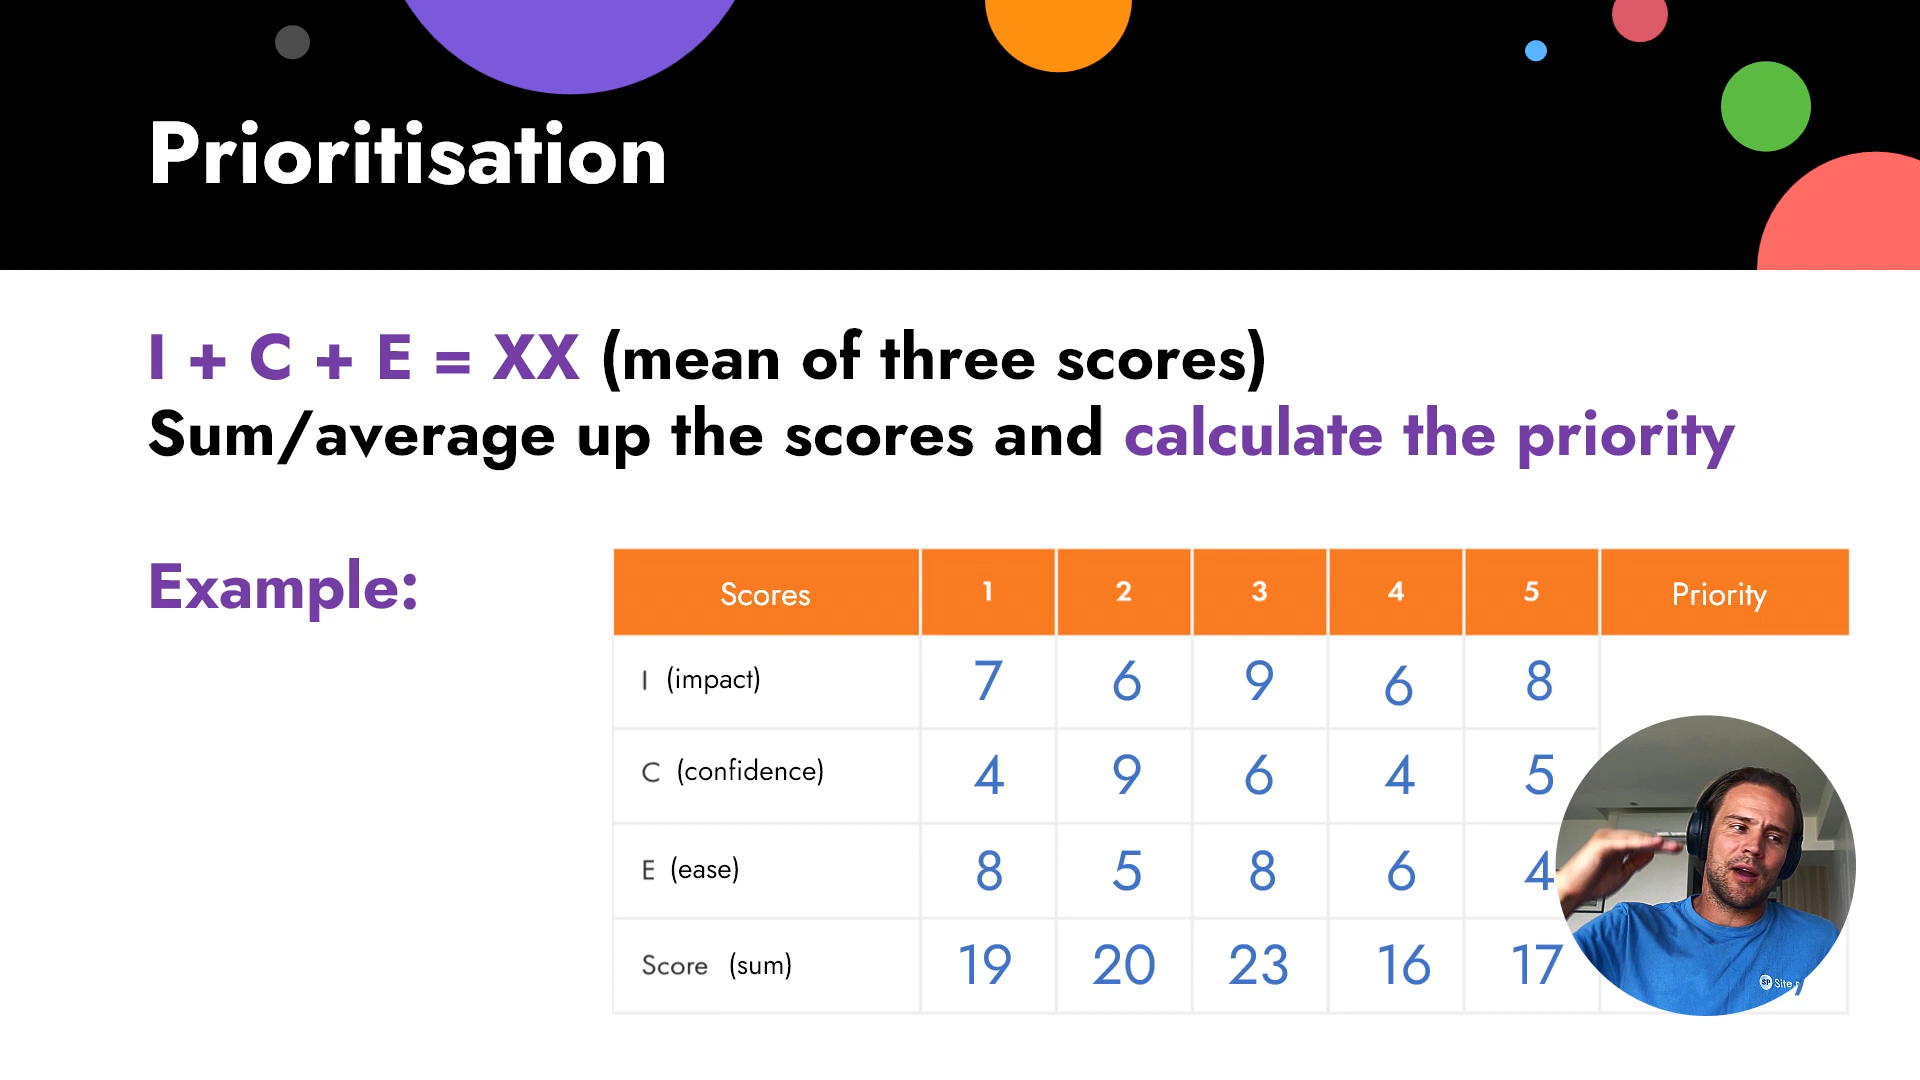 Prioritisation
I + C + E = XX (mean of three scores)
Sum/average up the scores and calculate the priority
Example:
Scores 1 2 3 4 5 Priority
I (impact) 7 6 9 6 8
C (confidence) 4 9 6 4 5
E (ease) 8 5 8 6 4
Score (sum) 19 20 23 16 17
SP Site